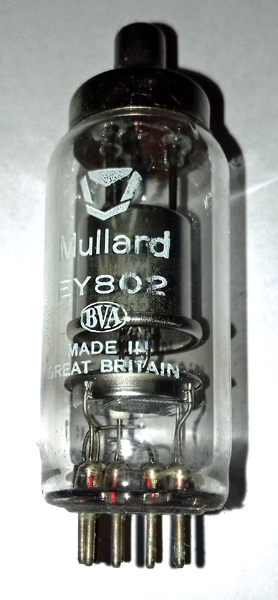 Mullard
EY802
BVA
MADE IN
GREAT BRITAIN